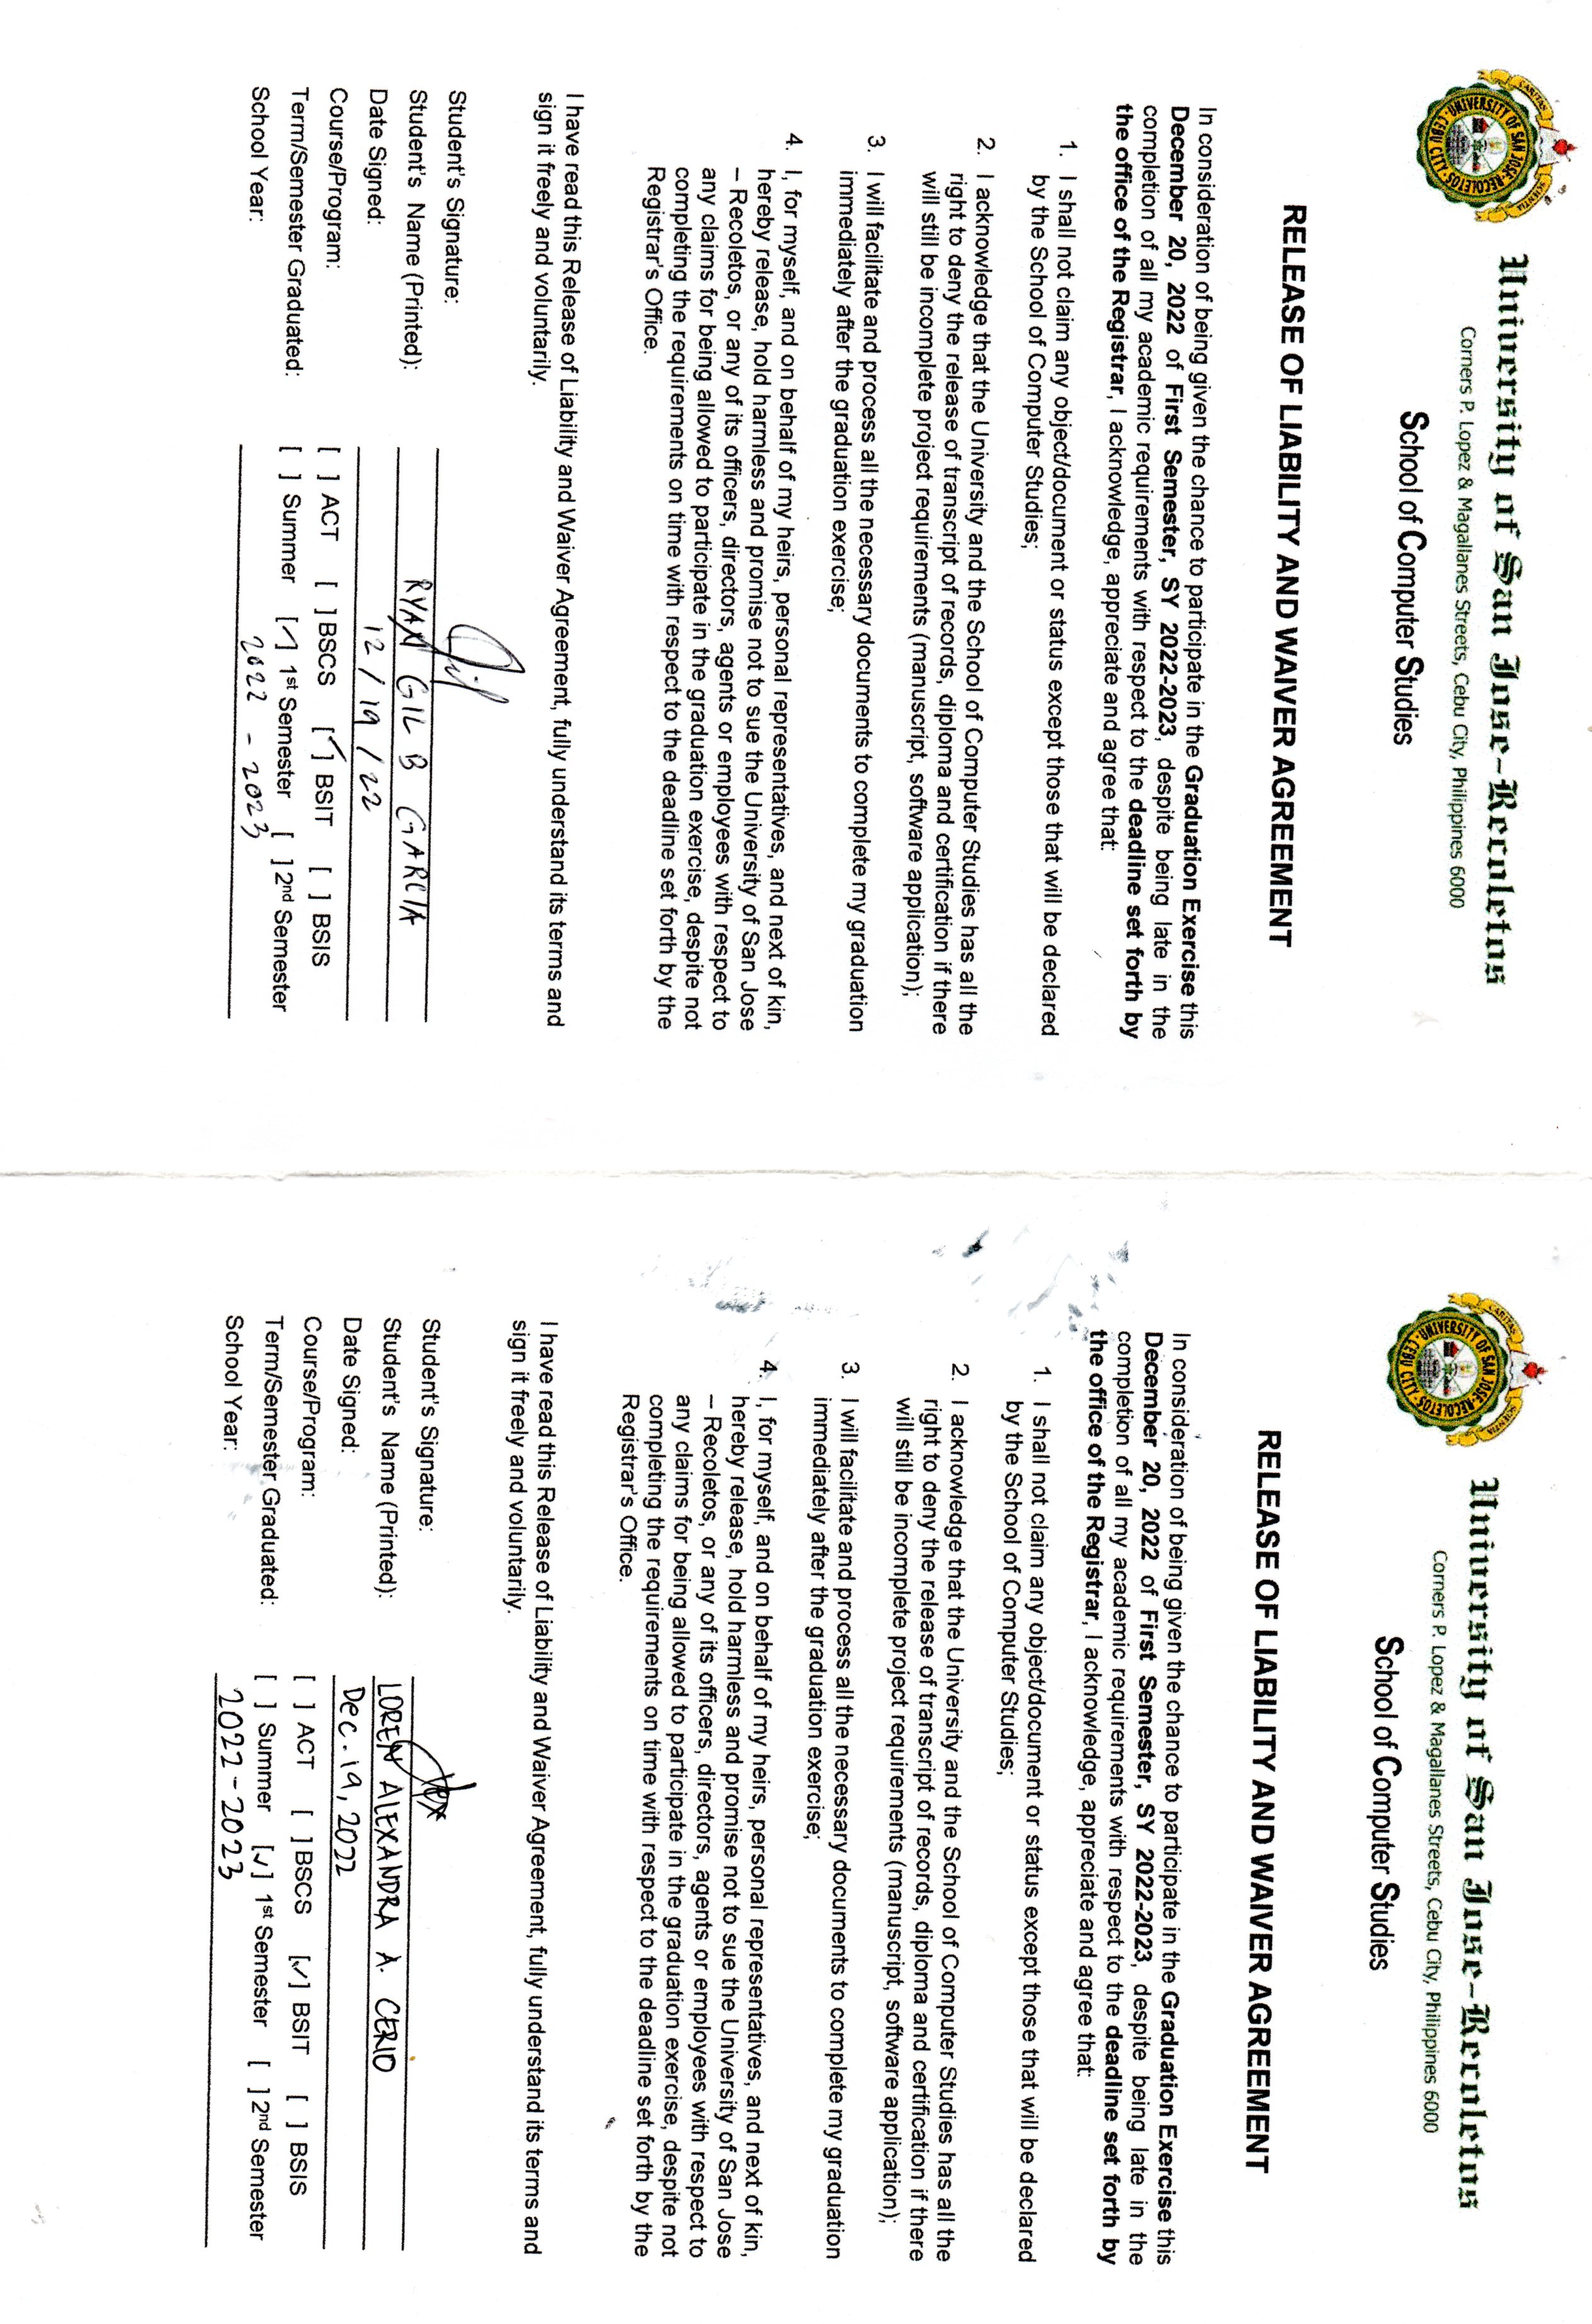 University of San Jose-Recoletos
Corners P. Lopez & Magallanes Streets, Cebu City, Philippines 6000
School of Computer Studies
CARITAS
SCIENTIA
UNIVERSITY OF SAN JOSE-RECOLETOS
CEBU CITY
RELEASE OF LIABILITY AND WAIVER AGREEMENT
In consideration of being given the chance to participate in the Graduation Exercise this
December 20, 2022 of First Semester, SY 2022-2023, despite being late in the
completion of all my academic requirements with respect to the deadline set forth by
the office of the Registrar, I acknowledge, appreciate and agree that:
1. I shall not claim any object/document or status except those that will be declared
by the School of Computer Studies;
2. I acknowledge that the University and the School of Computer Studies has all the
right to deny the release of transcript of records, diploma and certification if there
will still be incomplete project requirements (manuscript, software application);
3. I will facilitate and process all the necessary documents to complete my graduation
immediately after the graduation exercise;
4. I, for myself, and on behalf of my heirs, personal representatives, and next of kin,
hereby release, hold harmless and promise not to sue the University of San Jose
– Recoletos, or any of its officers, directors, agents or employees with respect to
any claims for being allowed to participate in the graduation exercise, despite not
completing the requirements on time with respect to the deadline set forth by the
Registrar's Office.
I have read this Release of Liability and Waiver Agreement, fully understand its terms and
sign it freely and voluntarily.
Student's Signature:
Student's Name (Printed): RYAN GIL B GARCIA
Date Signed: 12/19/22
Course/Program: [ ] ACT [ ] BSCS [✓] BSIT [ ] BSIS
Term/Semester Graduated: [ ] Summer [✓] 1st Semester [ ] 2nd Semester
School Year: 2022 - 2023
University of San Jose-Recoletos
Corners P. Lopez & Magallanes Streets, Cebu City, Philippines 6000
School of Computer Studies
CARITAS
SCIENTIA
UNIVERSITY OF SAN JOSE-RECOLETOS
CEBU CITY
RELEASE OF LIABILITY AND WAIVER AGREEMENT
In consideration of being given the chance to participate in the Graduation Exercise this
December 20, 2022 of First Semester, SY 2022-2023, despite being late in the
completion of all my academic requirements with respect to the deadline set forth by
the office of the Registrar, I acknowledge, appreciate and agree that:
1. I shall not claim any object/document or status except those that will be declared
by the School of Computer Studies;
2. I acknowledge that the University and the School of Computer Studies has all the
right to deny the release of transcript of records, diploma and certification if there
will still be incomplete project requirements (manuscript, software application);
3. I will facilitate and process all the necessary documents to complete my graduation
immediately after the graduation exercise;
4. I, for myself, and on behalf of my heirs, personal representatives, and next of kin,
hereby release, hold harmless and promise not to sue the University of San Jose
– Recoletos, or any of its officers, directors, agents or employees with respect to
any claims for being allowed to participate in the graduation exercise, despite not
completing the requirements on time with respect to the deadline set forth by the
Registrar's Office.
I have read this Release of Liability and Waiver Agreement, fully understand its terms and
sign it freely and voluntarily.
Student's Signature:
Student's Name (Printed): LOREN ALEXANDRA A. CERIO
Date Signed: Dec. 19, 2022
Course/Program: [ ] ACT [ ] BSCS [✓] BSIT [ ] BSIS
Term/Semester Graduated: [ ] Summer [✓] 1st Semester [ ] 2nd Semester
School Year: 2022-2023